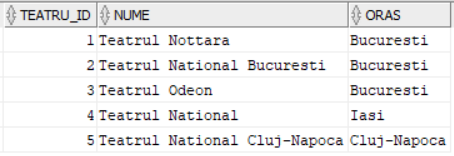 TEATRU_ID NUME ORAS
1 Teatrul Nottara Bucuresti
2 Teatrul National Bucuresti Bucuresti
3 Teatrul Odeon Bucuresti
4 Teatrul National Iasi
5 Teatrul National Cluj-Napoca Cluj-Napoca